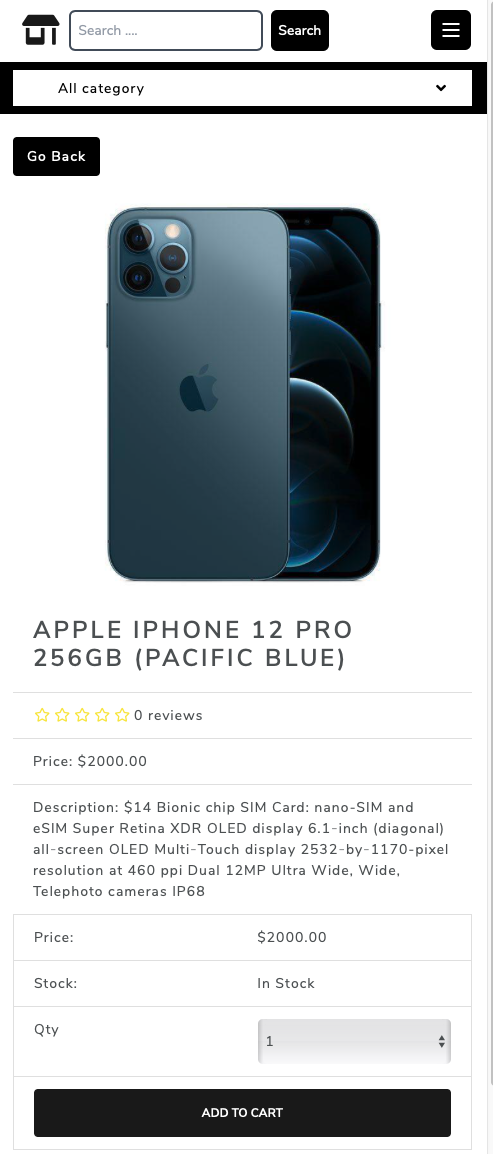 Search ....
Search
All category
Go Back
APPLE IPHONE 12 PRO
256GB (PACIFIC BLUE)
0 reviews
Price: $2000.00
Description: $14 Bionic chip SIM Card: nano-SIM and
eSIM Super Retina XDR OLED display 6.1-inch (diagonal)
all-screen OLED Multi-Touch display 2532-by-1170-pixel
resolution at 460 ppi Dual 12MP Ultra Wide, Wide,
Telephoto cameras IP68
Price: $2000.00
Stock: In Stock
Qty 1
ADD TO CART